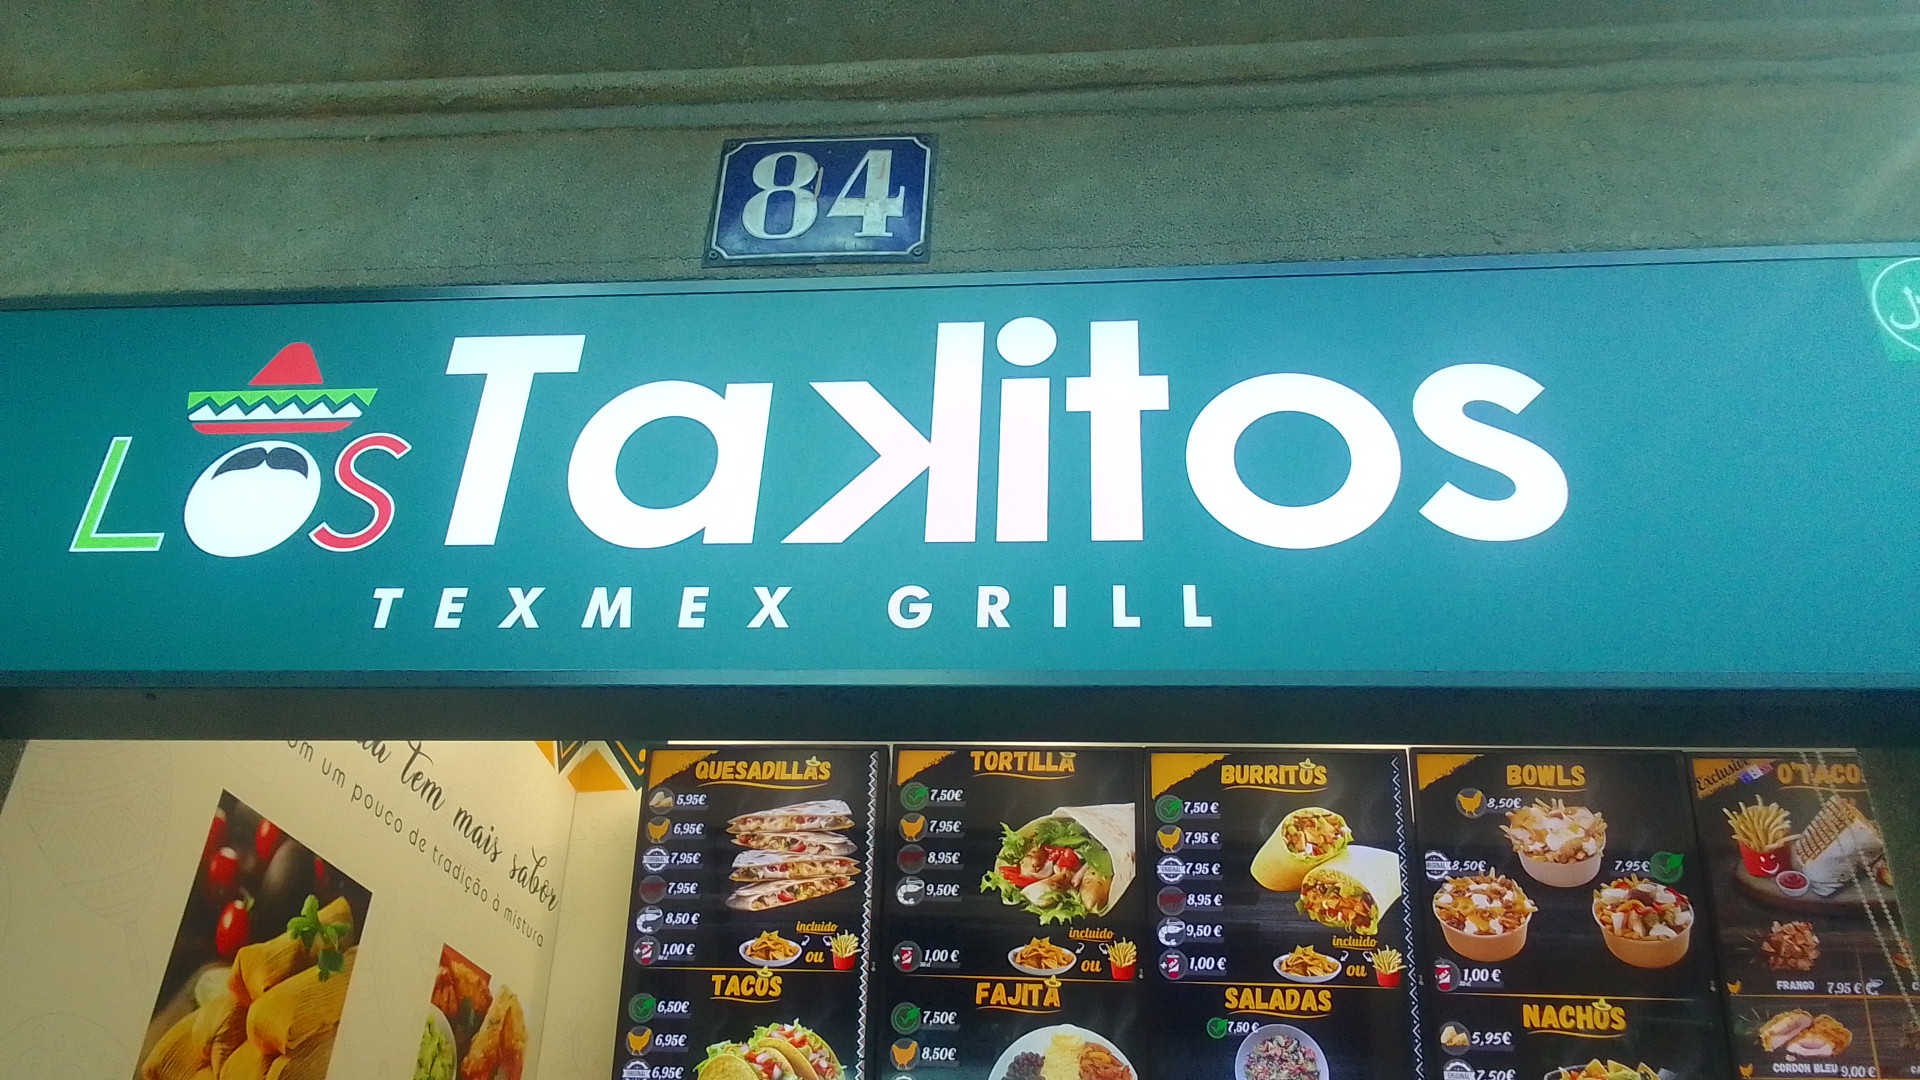 84
LOS Takitos
TEXMEX GRILL
tem mais sabor
um pouco de tradição à mistura
QUESADILLAS
5,95€
6,95€
7,95€
7,95€
8,50 €
1,00 €
incluido
ou
TACOS
6,50€
6,95€
6,95€
TORTILLA
7,50€
7,95€
8,95€
9,50€
1,00 €
incluido
ou
FAJITA
7,50€
8,50€
BURRITOS
7,50 €
7,95 €
7,95 €
8,95 €
9,50 €
1,00 €
incluido
ou
SALADAS
7,50 €
BOWLS
8,50€
8,50€
7,95€
1,00 €
NACHOS
5,95€
7,50€
O'TACO
FRANGO 7,95 €
CORDON BLEU 9,00 €